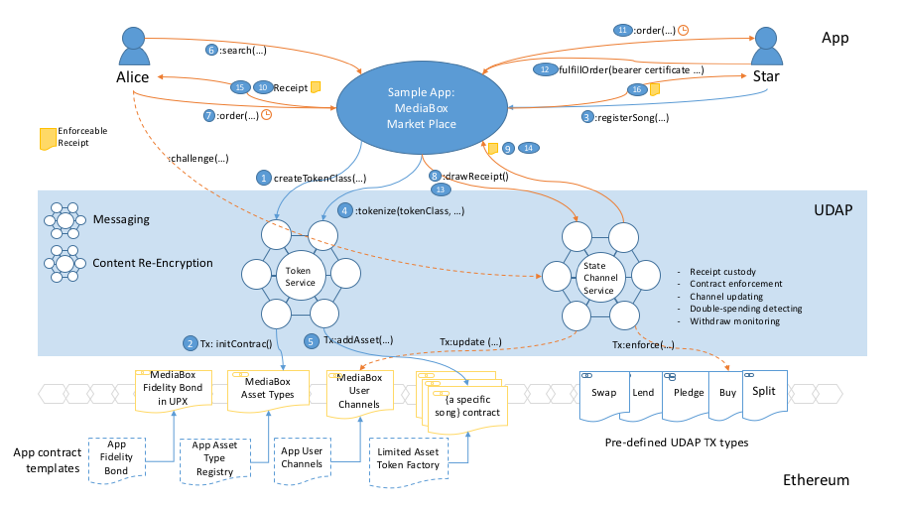 11 :order(...)
App
6 :search(...)
12 fulfillOrder(bearer certificate ...)
Alice
Star
15 10 Receipt
16
Sample App:
MediaBox
Market Place
7 :order(...)
3 :registerSong(...)
Enforceable
Receipt
:challenge(...)
9 14
1 createTokenClass(...)
8 :drawReceipt()
13
4 :tokenize(tokenClass, ...)
UDAP
Messaging
Content Re-Encryption
Token
Service
State
Channel
Service
- Receipt custody
- Contract enforcement
- Channel updating
- Double-spending detecting
- Withdraw monitoring
2 Tx: initContrac()
5 Tx:addAsset(...)
Tx:update (...)
Tx:enforce(...)
MediaBox
Fidelity Bond
in UPX
MediaBox
Asset Types
MediaBox
User
Channels
{a specific
song} contract
Swap
Lend
Pledge
Buy
Split
Pre-defined UDAP TX types
App contract
templates
App
Fidelity
Bond
App Asset
Type
Registry
App User
Channels
Limited Asset
Token Factory
Ethereum